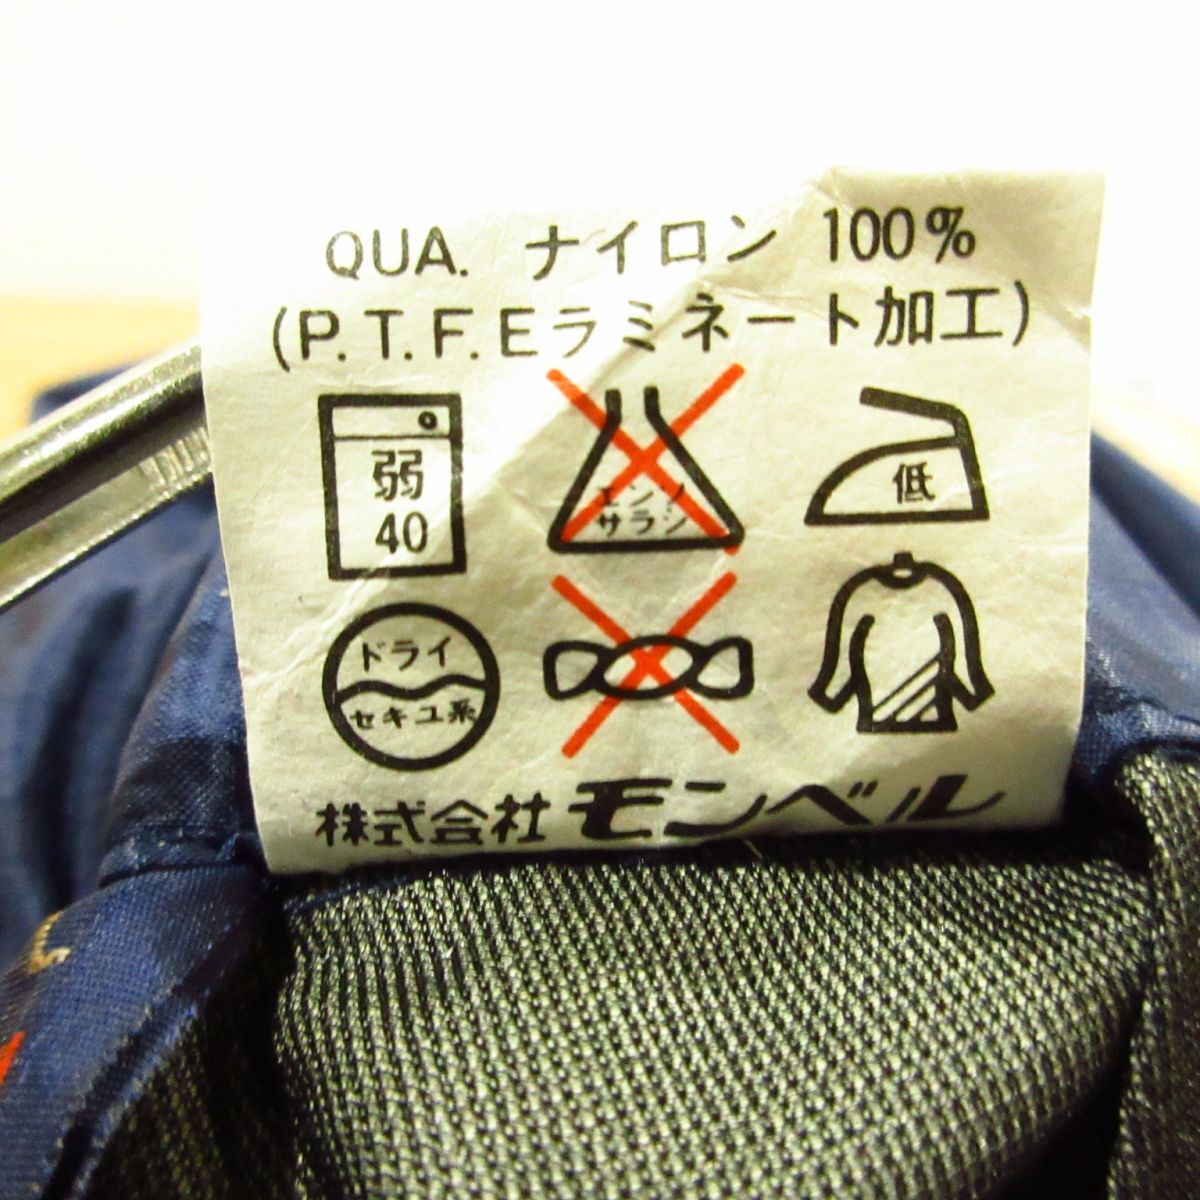 QUA. ナイロン 100%
(P.T.F.Eラミネート加工)
弱
40
エンソ
サラシ
低
ドライ
セキユ系
株式会社モンベル